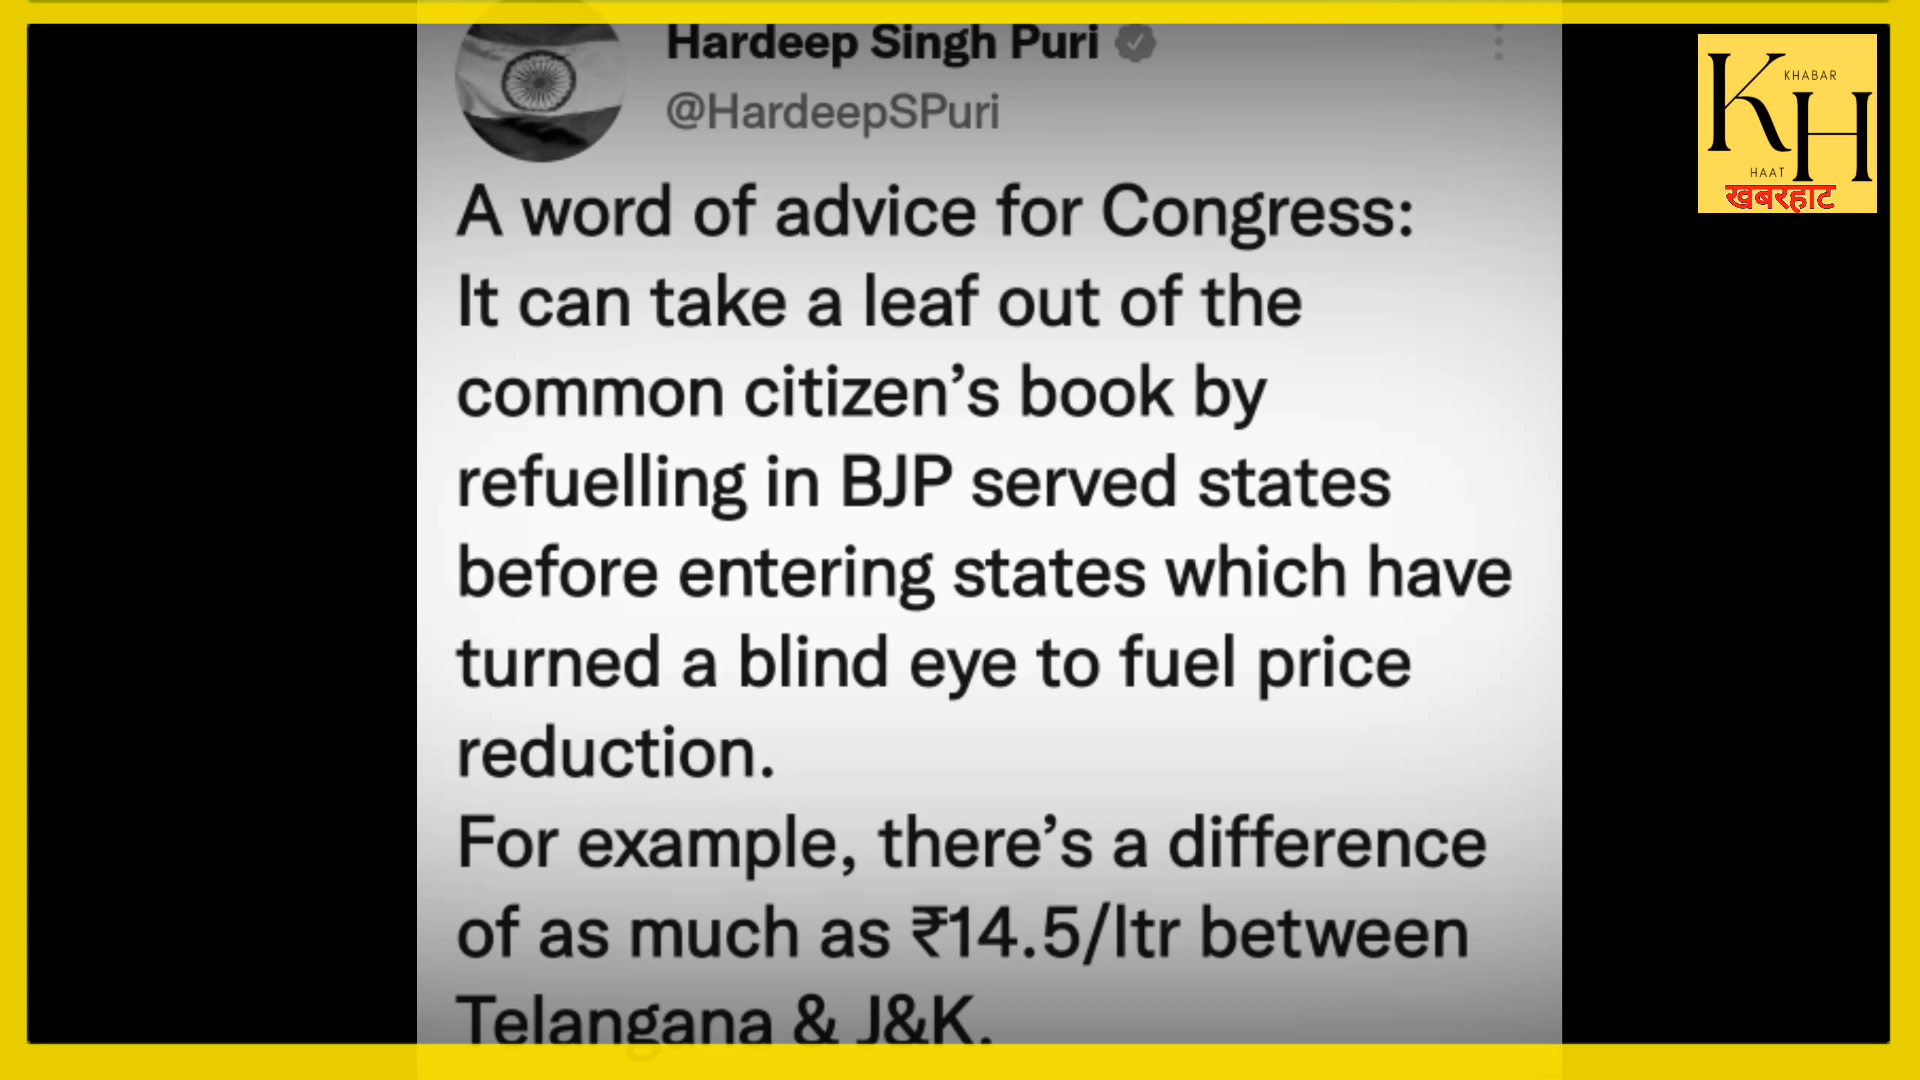 Hardeep Singh Puri
@HardeepSPuri
A word of advice for Congress:
It can take a leaf out of the
common citizen’s book by
refuelling in BJP served states
before entering states which have
turned a blind eye to fuel price
reduction.
For example, there’s a difference
of as much as ₹14.5/ltr between
Telangana & J&K.
KH
KHABAR
HAAT
खबरहाट